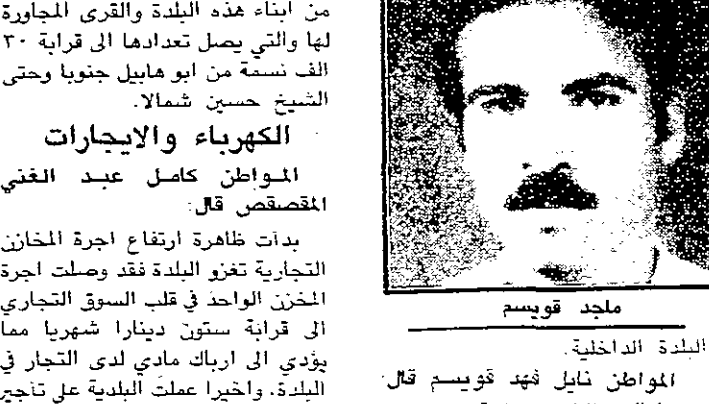 من ابناء هذه البلدة والقرى المجاورة
لها والتي يصل تعدادها الى قرابة ٣٠
الف نسمة من ابو هابيل جنوبا وحتى
الشيخ حسين شمالا.
الكهرباء والايجارات
المواطن كامل عبد الغني
المقصقص قال:
بدأت ظاهرة ارتفاع اجرة المخازن
التجارية تغزو البلدة فقد وصلت اجرة
المخزن الواحد في قلب السوق التجاري
الى قرابة ستون دينارا شهريا مما
يؤدي الى ارباك مادي لدى التجار في
البلدة. واخيرا عملت البلدية على تأجير
ماجد قويسم
البلدة الداخلية.
المواطن نايل فهد قويسم قال: